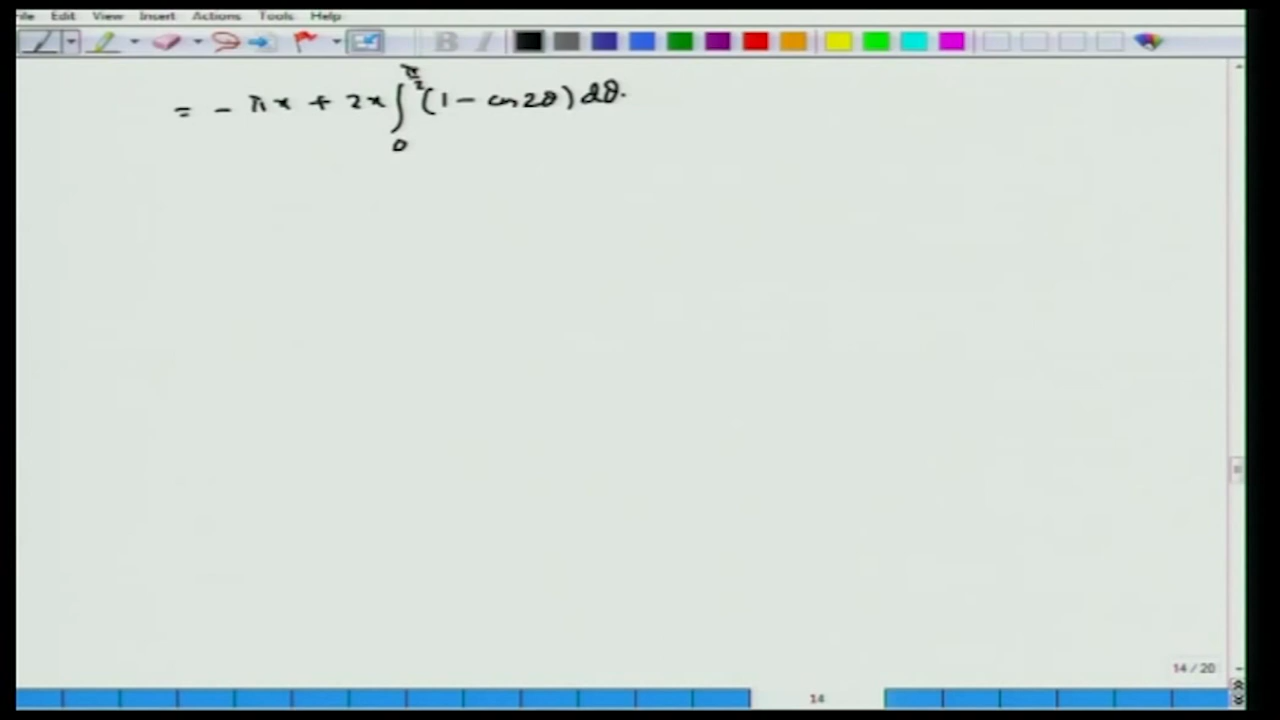 File Edit View Insert Actions Tools Help
B I
= - πx + 2x ∫₀^{π/2} (1 - cos2θ) dθ.
14 / 20
14